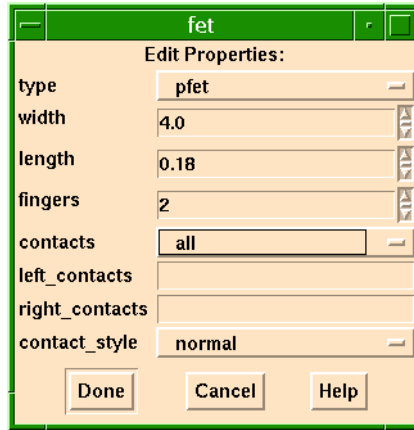 fet
Edit Properties:
type pfet
width 4.0
length 0.18
fingers 2
contacts all
left_contacts
right_contacts
contact_style normal
Done Cancel Help